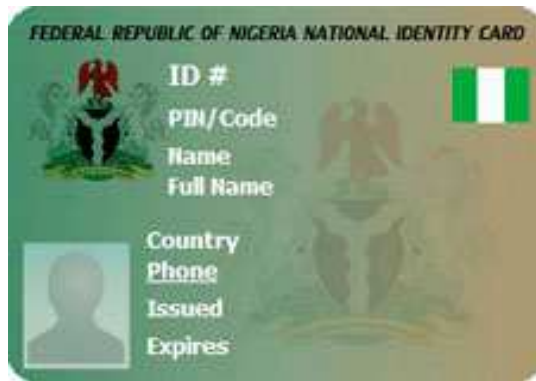 FEDERAL REPUBLIC OF NIGERIA NATIONAL IDENTITY CARD
ID #
PIN/Code
Name
Full Name
Country
Phone
Issued
Expires